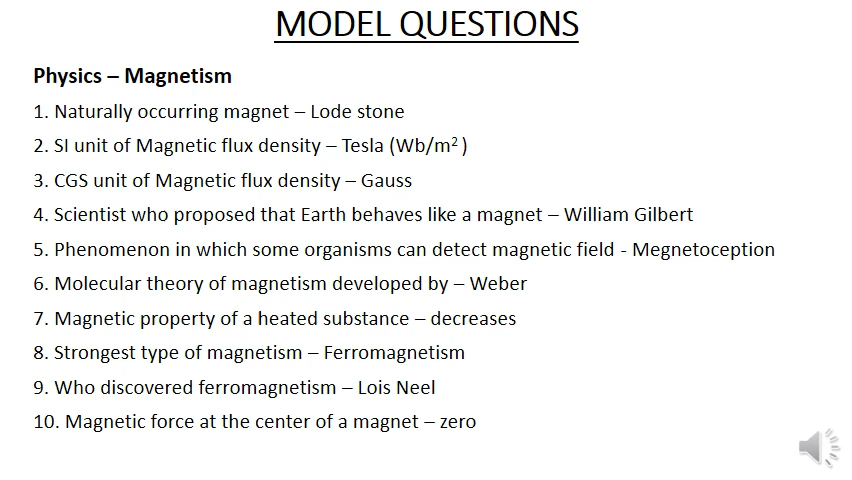 MODEL QUESTIONS
Physics – Magnetism
1. Naturally occurring magnet – Lode stone
2. SI unit of Magnetic flux density – Tesla (Wb/m² )
3. CGS unit of Magnetic flux density – Gauss
4. Scientist who proposed that Earth behaves like a magnet – William Gilbert
5. Phenomenon in which some organisms can detect magnetic field - Megnetoception
6. Molecular theory of magnetism developed by – Weber
7. Magnetic property of a heated substance – decreases
8. Strongest type of magnetism – Ferromagnetism
9. Who discovered ferromagnetism – Lois Neel
10. Magnetic force at the center of a magnet – zero